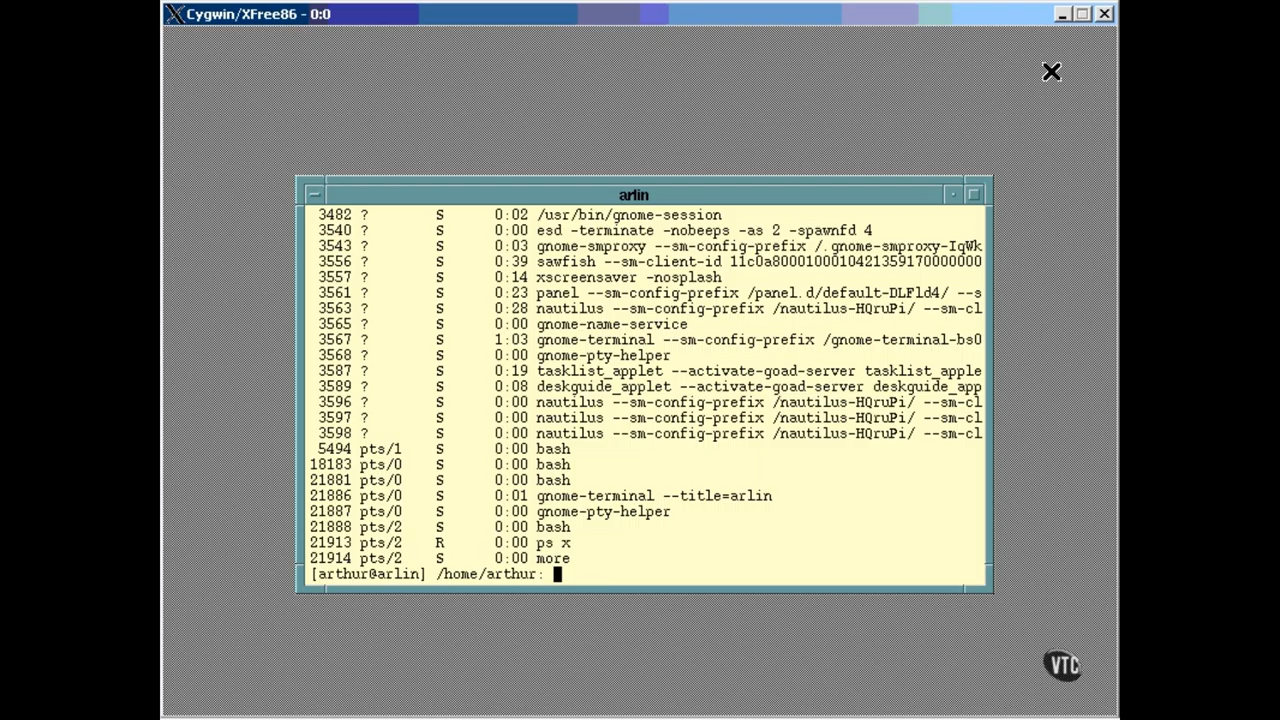 Cygwin/XFree86 - 0:0
arlin
3482 ? S 0:02 /usr/bin/gnome-session
3540 ? S 0:00 esd -terminate -nobeeps -as 2 -spawnfd 4
3543 ? S 0:03 gnome-smproxy --sm-config-prefix /.gnome-smproxy-IqWk
3556 ? S 0:39 sawfish --sm-client-id 11c0a8000100010421359170000000
3557 ? S 0:14 xscreensaver -nosplash
3561 ? S 0:23 panel --sm-config-prefix /panel.d/default-DLFld4/ --s
3563 ? S 0:28 nautilus --sm-config-prefix /nautilus-HQruPi/ --sm-cl
3565 ? S 0:00 gnome-name-service
3567 ? S 1:03 gnome-terminal --sm-config-prefix /gnome-terminal-bs0
3568 ? S 0:00 gnome-pty-helper
3587 ? S 0:19 tasklist_applet --activate-goad-server tasklist_apple
3589 ? S 0:08 deskguide_applet --activate-goad-server deskguide_app
3596 ? S 0:00 nautilus --sm-config-prefix /nautilus-HQruPi/ --sm-cl
3597 ? S 0:00 nautilus --sm-config-prefix /nautilus-HQruPi/ --sm-cl
3598 ? S 0:00 nautilus --sm-config-prefix /nautilus-HQruPi/ --sm-cl
5494 pts/1 S 0:00 bash
18183 pts/0 S 0:00 bash
21881 pts/0 S 0:00 bash
21886 pts/0 S 0:01 gnome-terminal --title=arlin
21887 pts/0 S 0:00 gnome-pty-helper
21888 pts/2 S 0:00 bash
21913 pts/2 R 0:00 ps x
21914 pts/2 S 0:00 more
[arthur@arlin] /home/arthur:
VTC